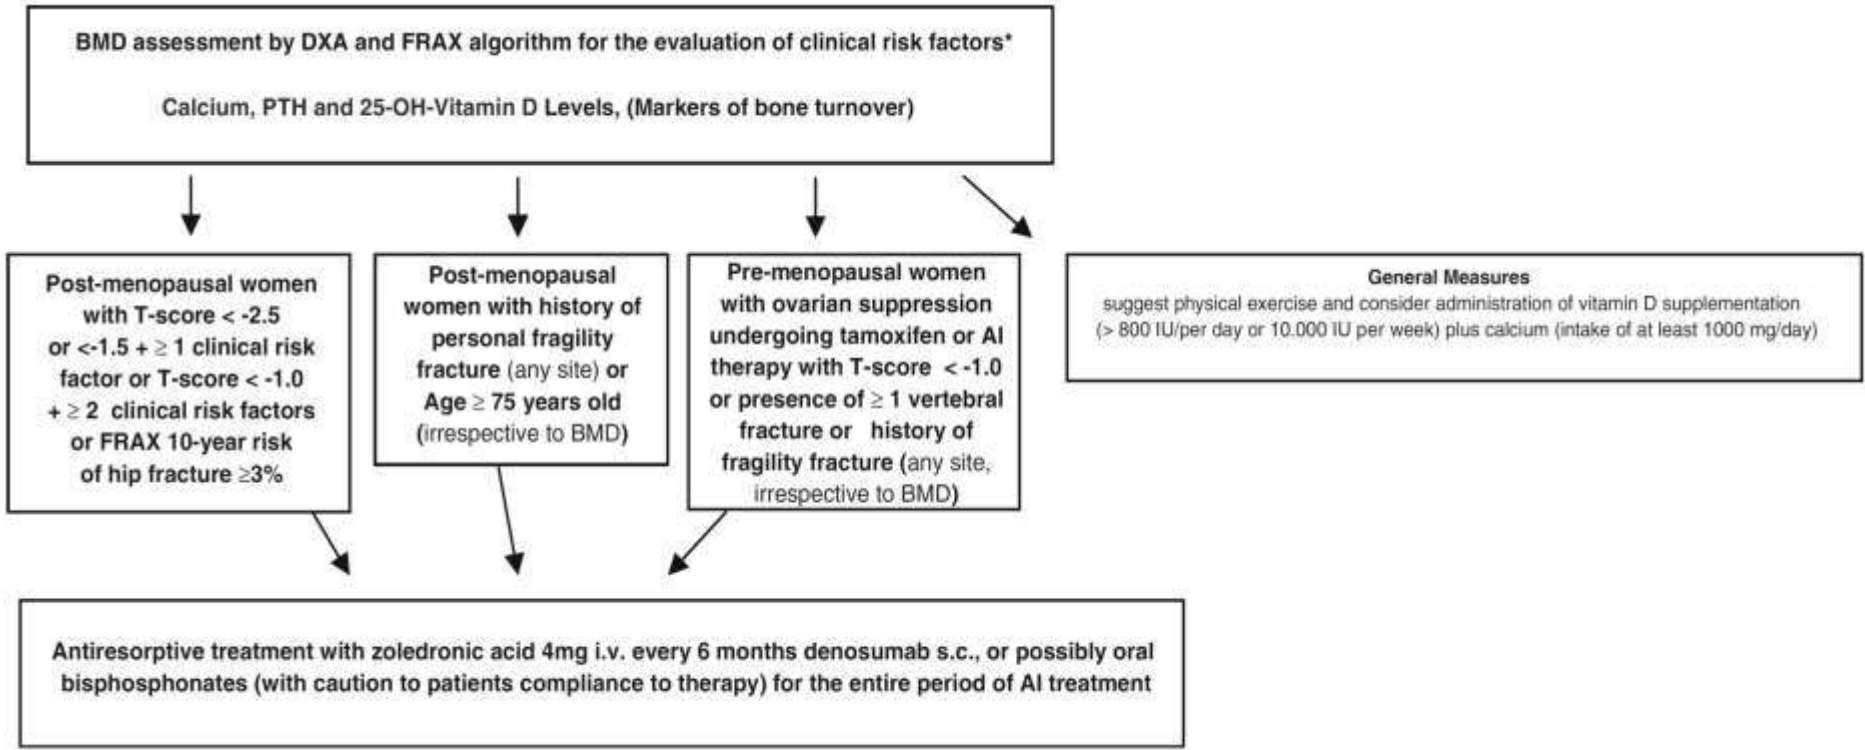 BMD assessment by DXA and FRAX algorithm for the evaluation of clinical risk factors*
Calcium, PTH and 25-OH-Vitamin D Levels, (Markers of bone turnover)
Post-menopausal women
with T-score < -2.5
or <-1.5 + ≥ 1 clinical risk
factor or T-score < -1.0
+ ≥ 2 clinical risk factors
or FRAX 10-year risk
of hip fracture ≥3%
Post-menopausal
women with history of
personal fragility
fracture (any site) or
Age ≥ 75 years old
(irrespective to BMD)
Pre-menopausal women
with ovarian suppression
undergoing tamoxifen or AI
therapy with T-score < -1.0
or presence of ≥ 1 vertebral
fracture or history of
fragility fracture (any site,
irrespective to BMD)
General Measures
suggest physical exercise and consider administration of vitamin D supplementation
(> 800 IU/per day or 10.000 IU per week) plus calcium (intake of at least 1000 mg/day)
Antiresorptive treatment with zoledronic acid 4mg i.v. every 6 months denosumab s.c., or possibly oral
bisphosphonates (with caution to patients compliance to therapy) for the entire period of AI treatment